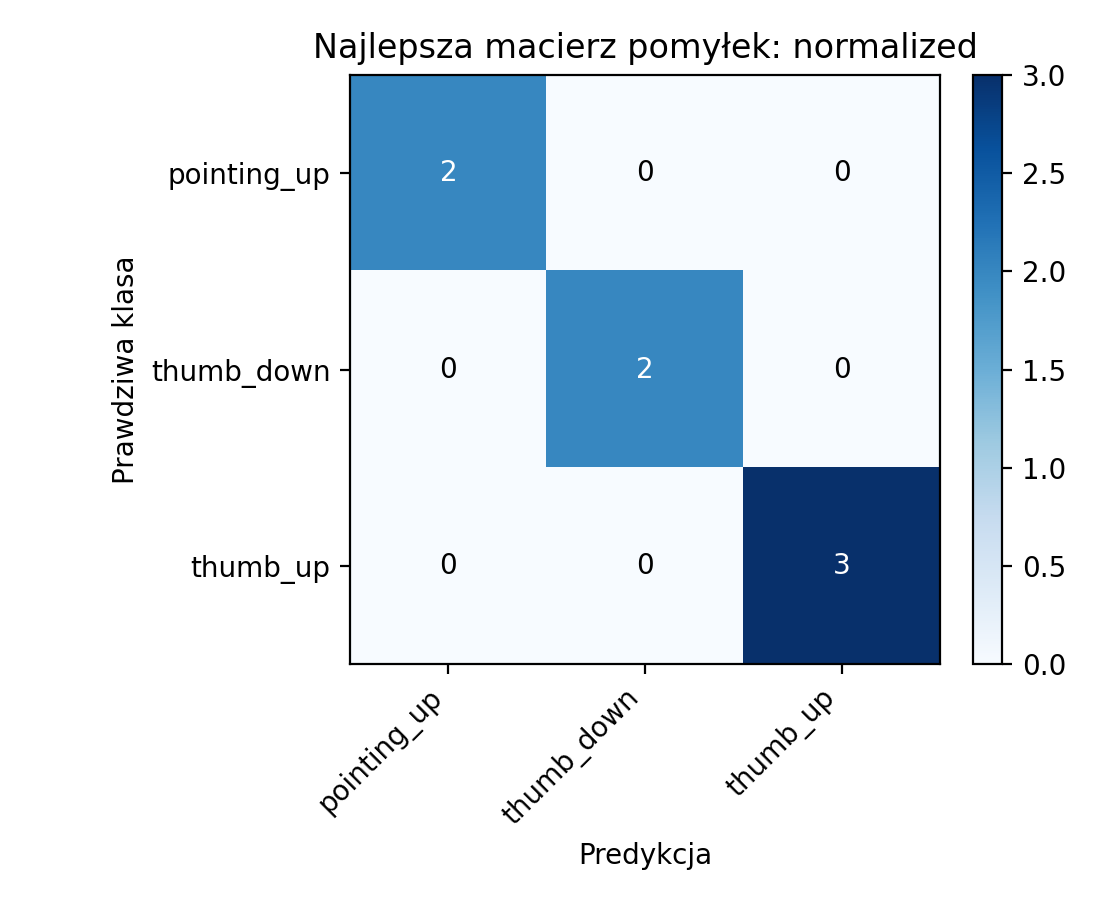 Najlepsza macierz pomyłek: normalized
3.0
pointing_up
2
0
0
2.5
2.0
Prawdziwa klasa
thumb_down
0
2
0
1.5
1.0
thumb_up
0
0
3
0.5
0.0
pointing_up
thumb_down
thumb_up
Predykcja